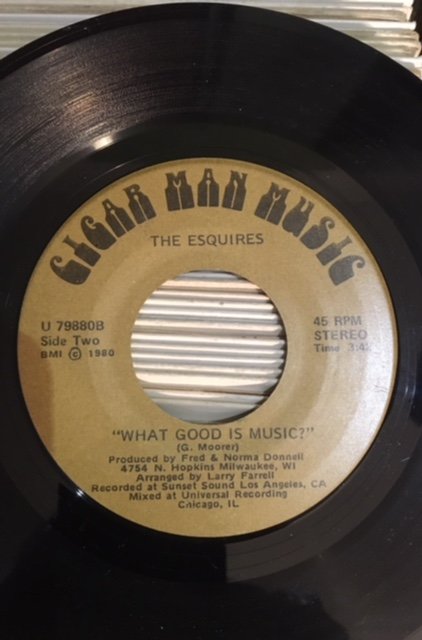 CIGAR MAN MUSIC
THE ESQUIRES
U 79880B
Side Two
BMI © 1980
45 RPM
STEREO
Time
"WHAT GOOD IS MUSIC?"
(G. Moorer)
Produced by Fred & Norma Donnell
4754 N. Hopkins Milwaukee, WI
Arranged by Larry Farrell
Recorded at Sunset Sound Los Angeles, CA
Mixed at Universal Recording
Chicago, IL